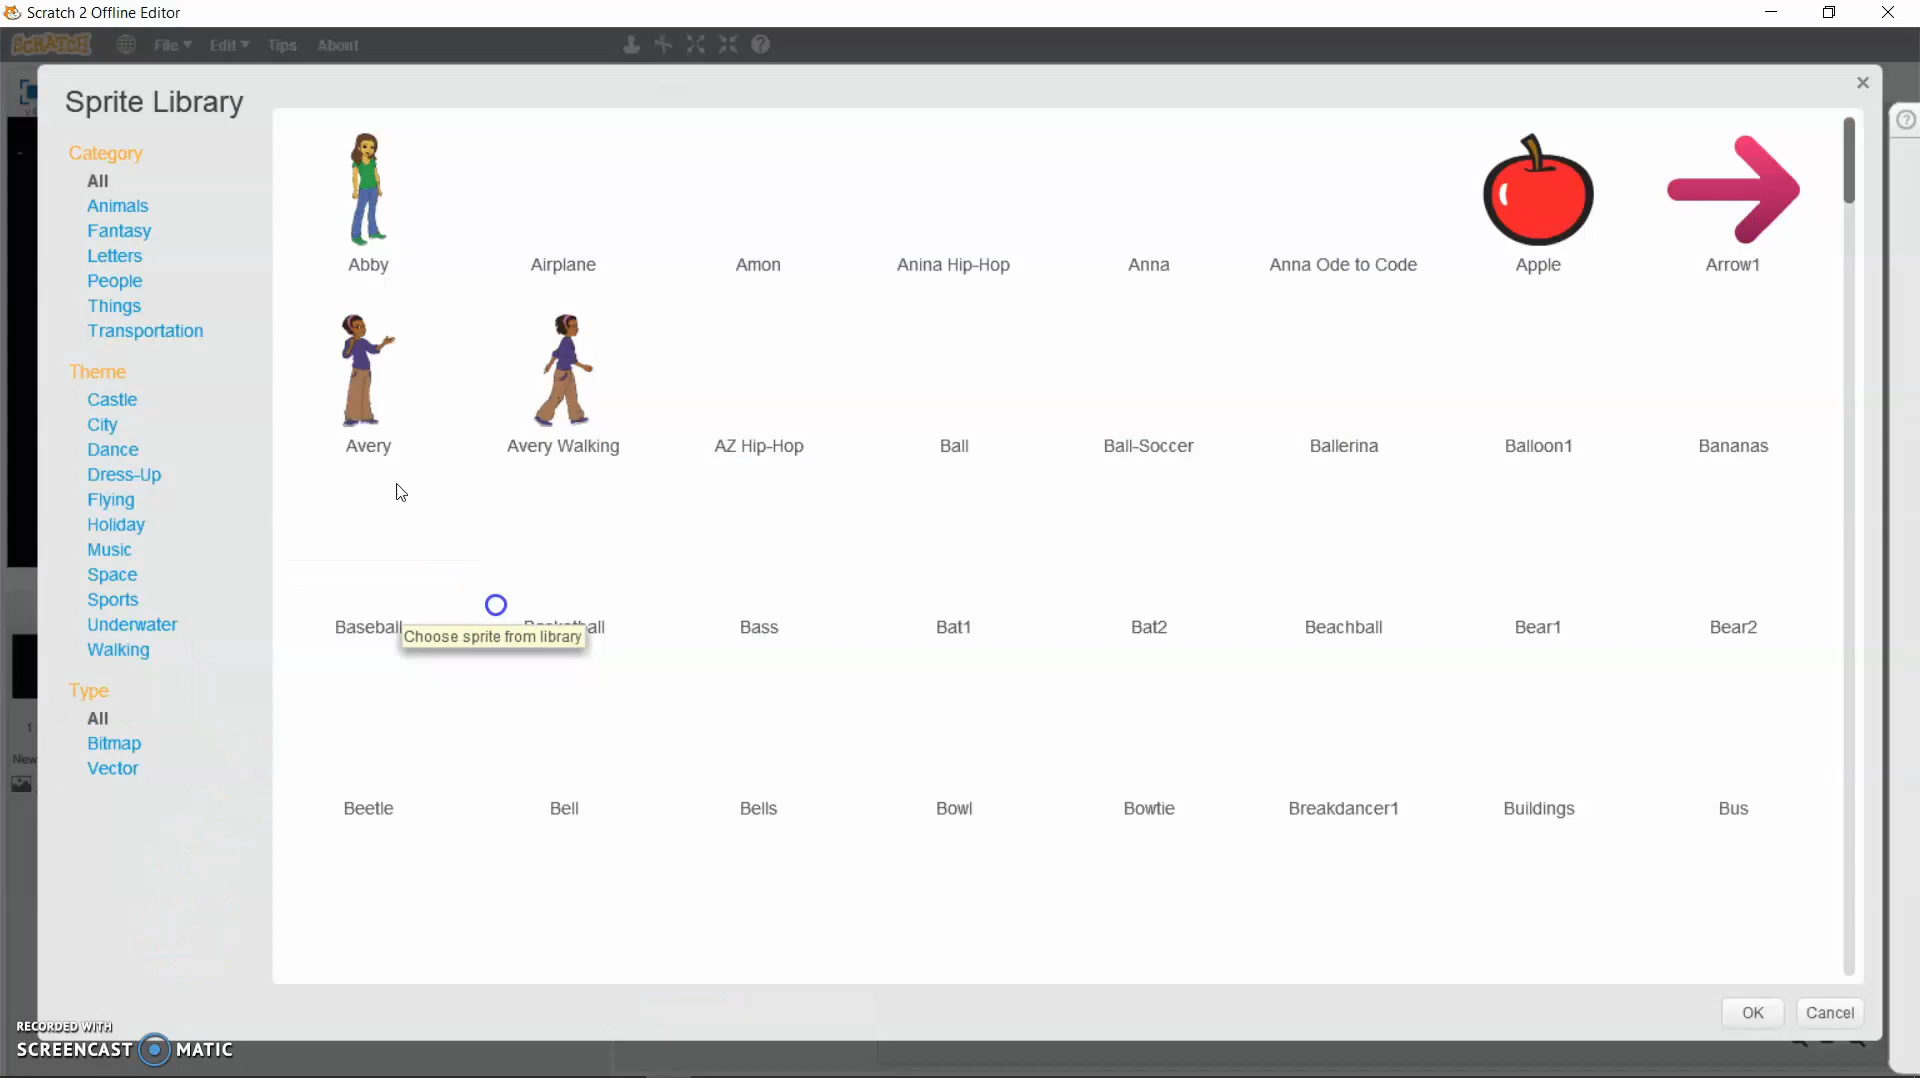 Scratch 2 Offline Editor
SCRATCH File Edit Tips About
Sprite Library
Category
All
Animals
Fantasy
Letters
People
Things
Transportation
Theme
Castle
City
Dance
Dress-Up
Flying
Holiday
Music
Space
Sports
Underwater
Walking
Type
All
Bitmap
Vector
Abby Airplane Amon Anina Hip-Hop Anna Anna Ode to Code Apple Arrow1
Avery Avery Walking AZ Hip-Hop Ball Ball-Soccer Ballerina Balloon1 Bananas
Baseball Basketball Bass Bat1 Bat2 Beachball Bear1 Bear2
Choose sprite from library
Beetle Bell Bells Bowl Bowtie Breakdancer1 Buildings Bus
New
1
OK Cancel
RECORDED WITH
SCREENCAST MATIC